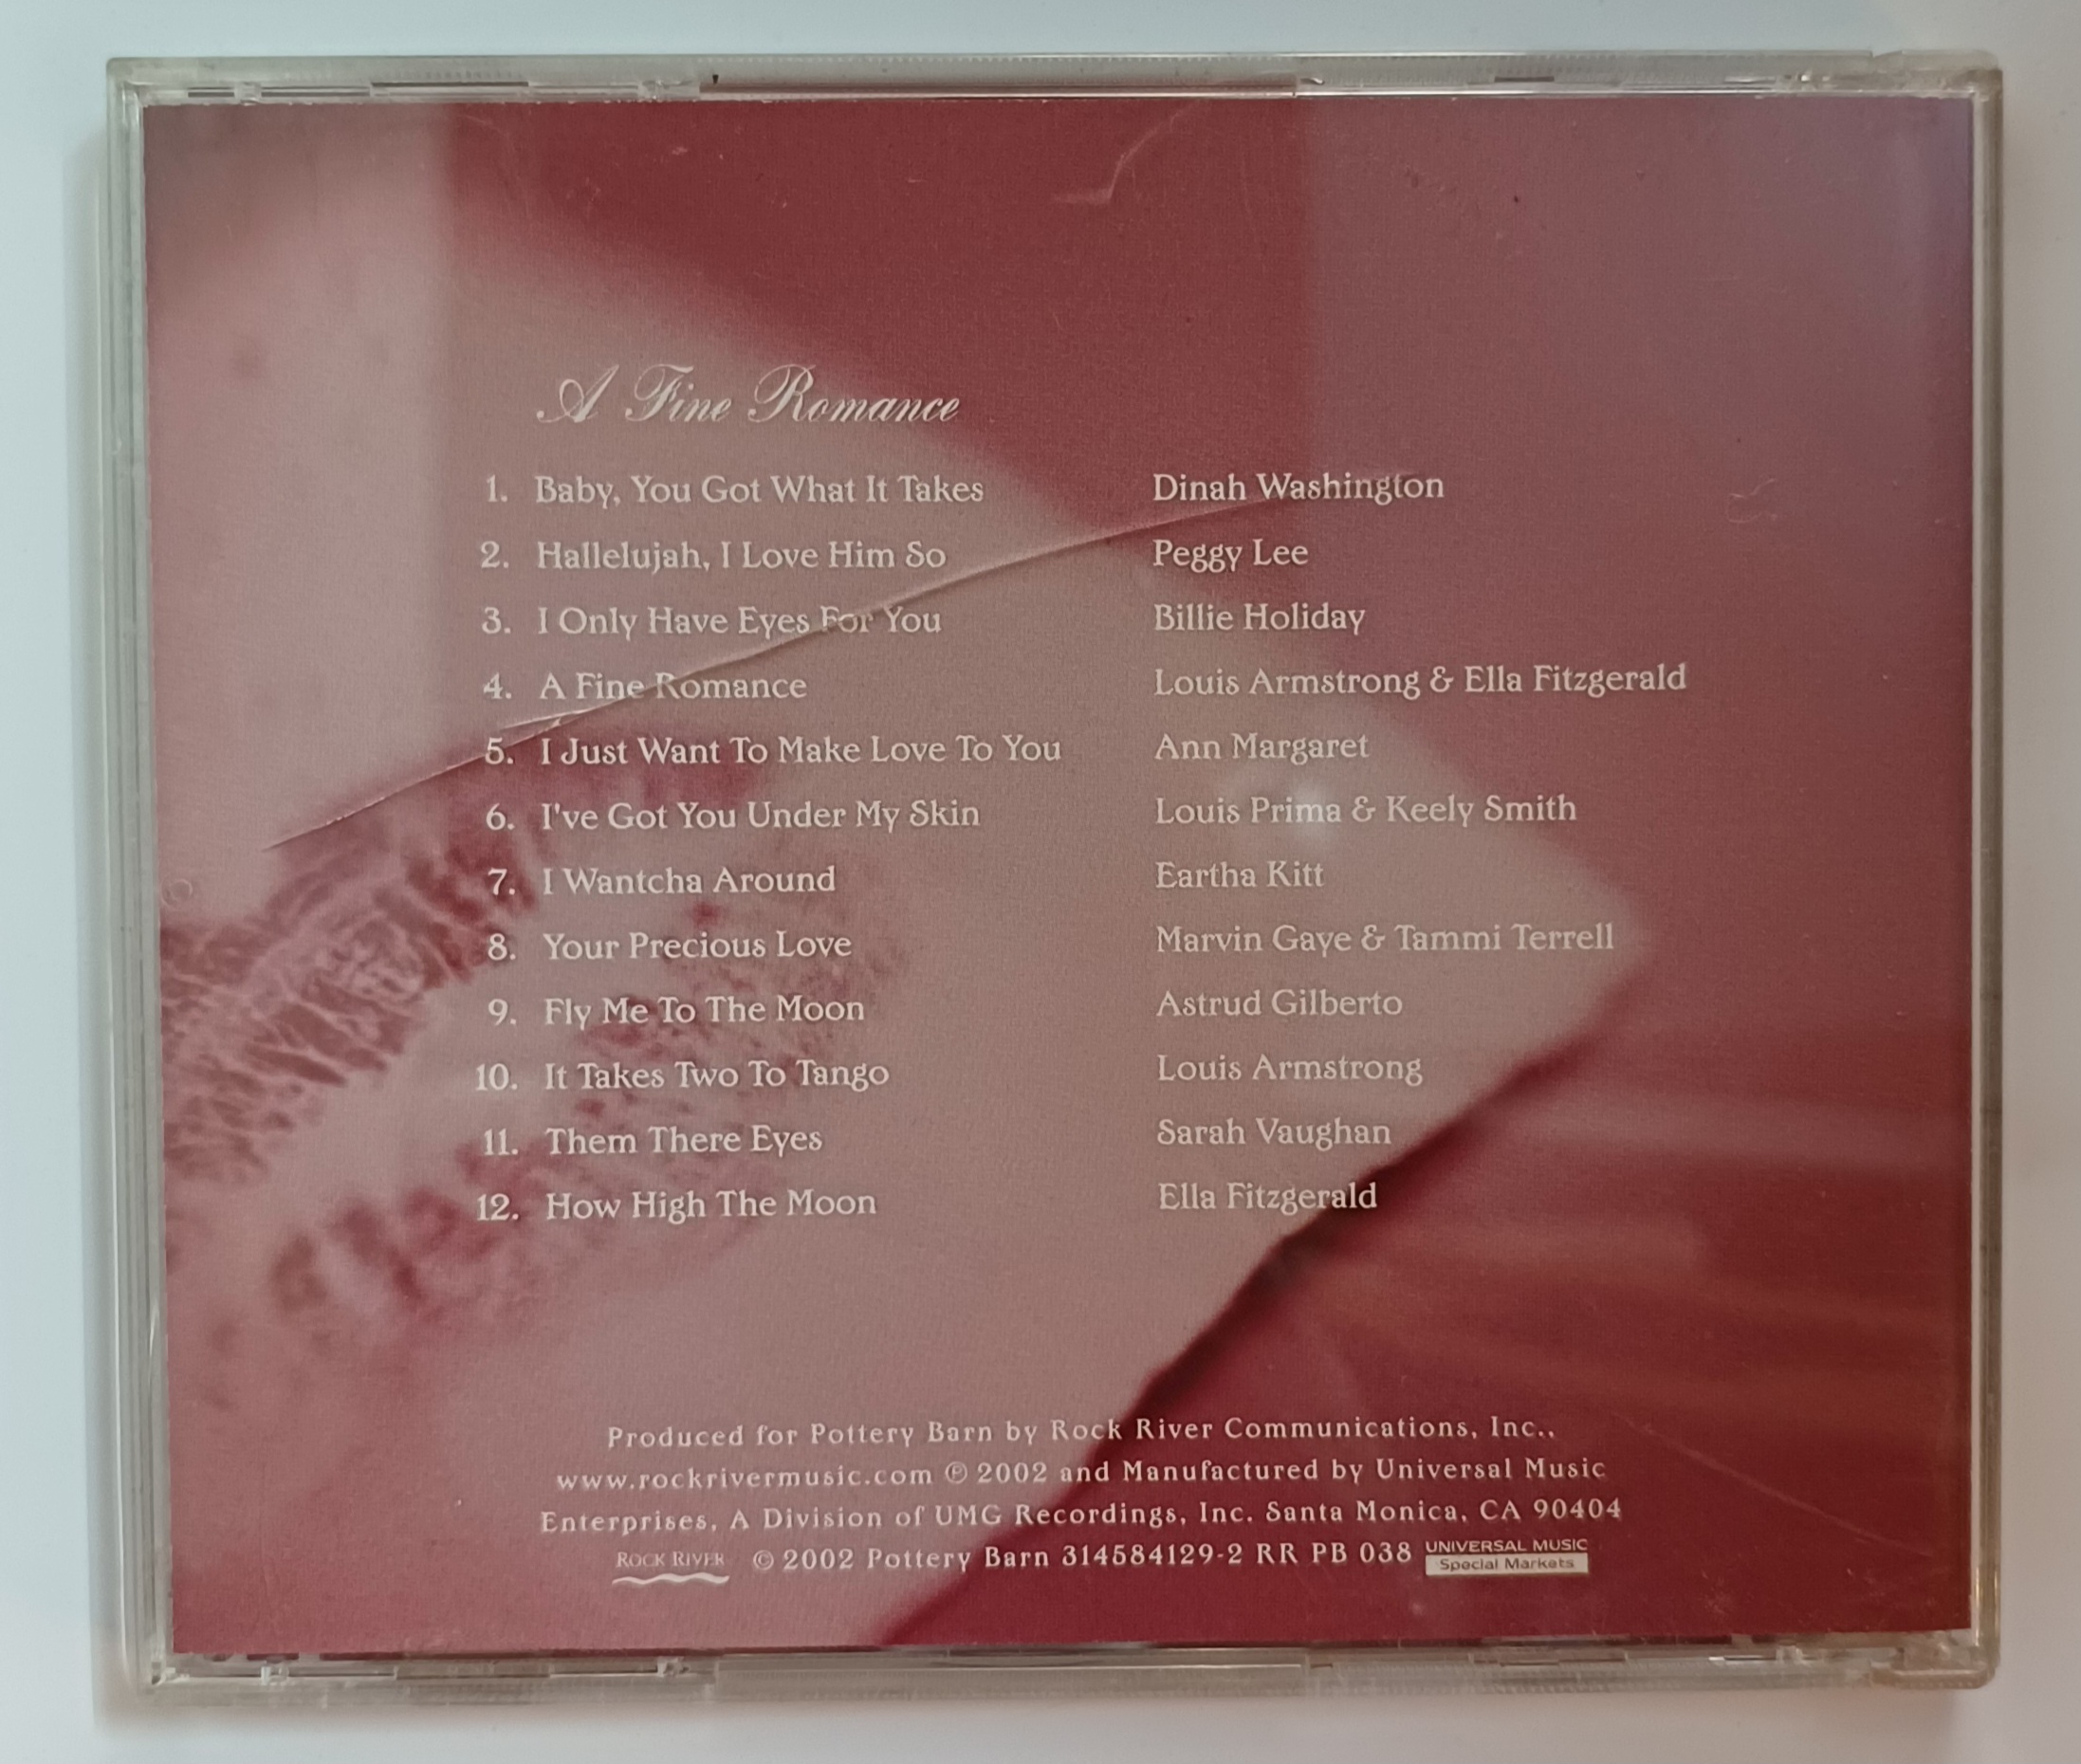 A Fine Romance
1. Baby, You Got What It Takes Dinah Washington
2. Hallelujah, I Love Him So Peggy Lee
3. I Only Have Eyes For You Billie Holiday
4. A Fine Romance Louis Armstrong & Ella Fitzgerald
5. I Just Want To Make Love To You Ann Margaret
6. I've Got You Under My Skin Louis Prima & Keely Smith
7. I Wantcha Around Eartha Kitt
8. Your Precious Love Marvin Gaye & Tammi Terrell
9. Fly Me To The Moon Astrud Gilberto
10. It Takes Two To Tango Louis Armstrong
11. Them There Eyes Sarah Vaughan
12. How High The Moon Ella Fitzgerald
Produced for Pottery Barn by Rock River Communications, Inc.,
www.rockrivermusic.com ℗ 2002 and Manufactured by Universal Music
Enterprises, A Division of UMG Recordings, Inc. Santa Monica, CA 90404
ROCK RIVER © 2002 Pottery Barn 314584129-2 RR PB 038 UNIVERSAL MUSIC
Special Markets